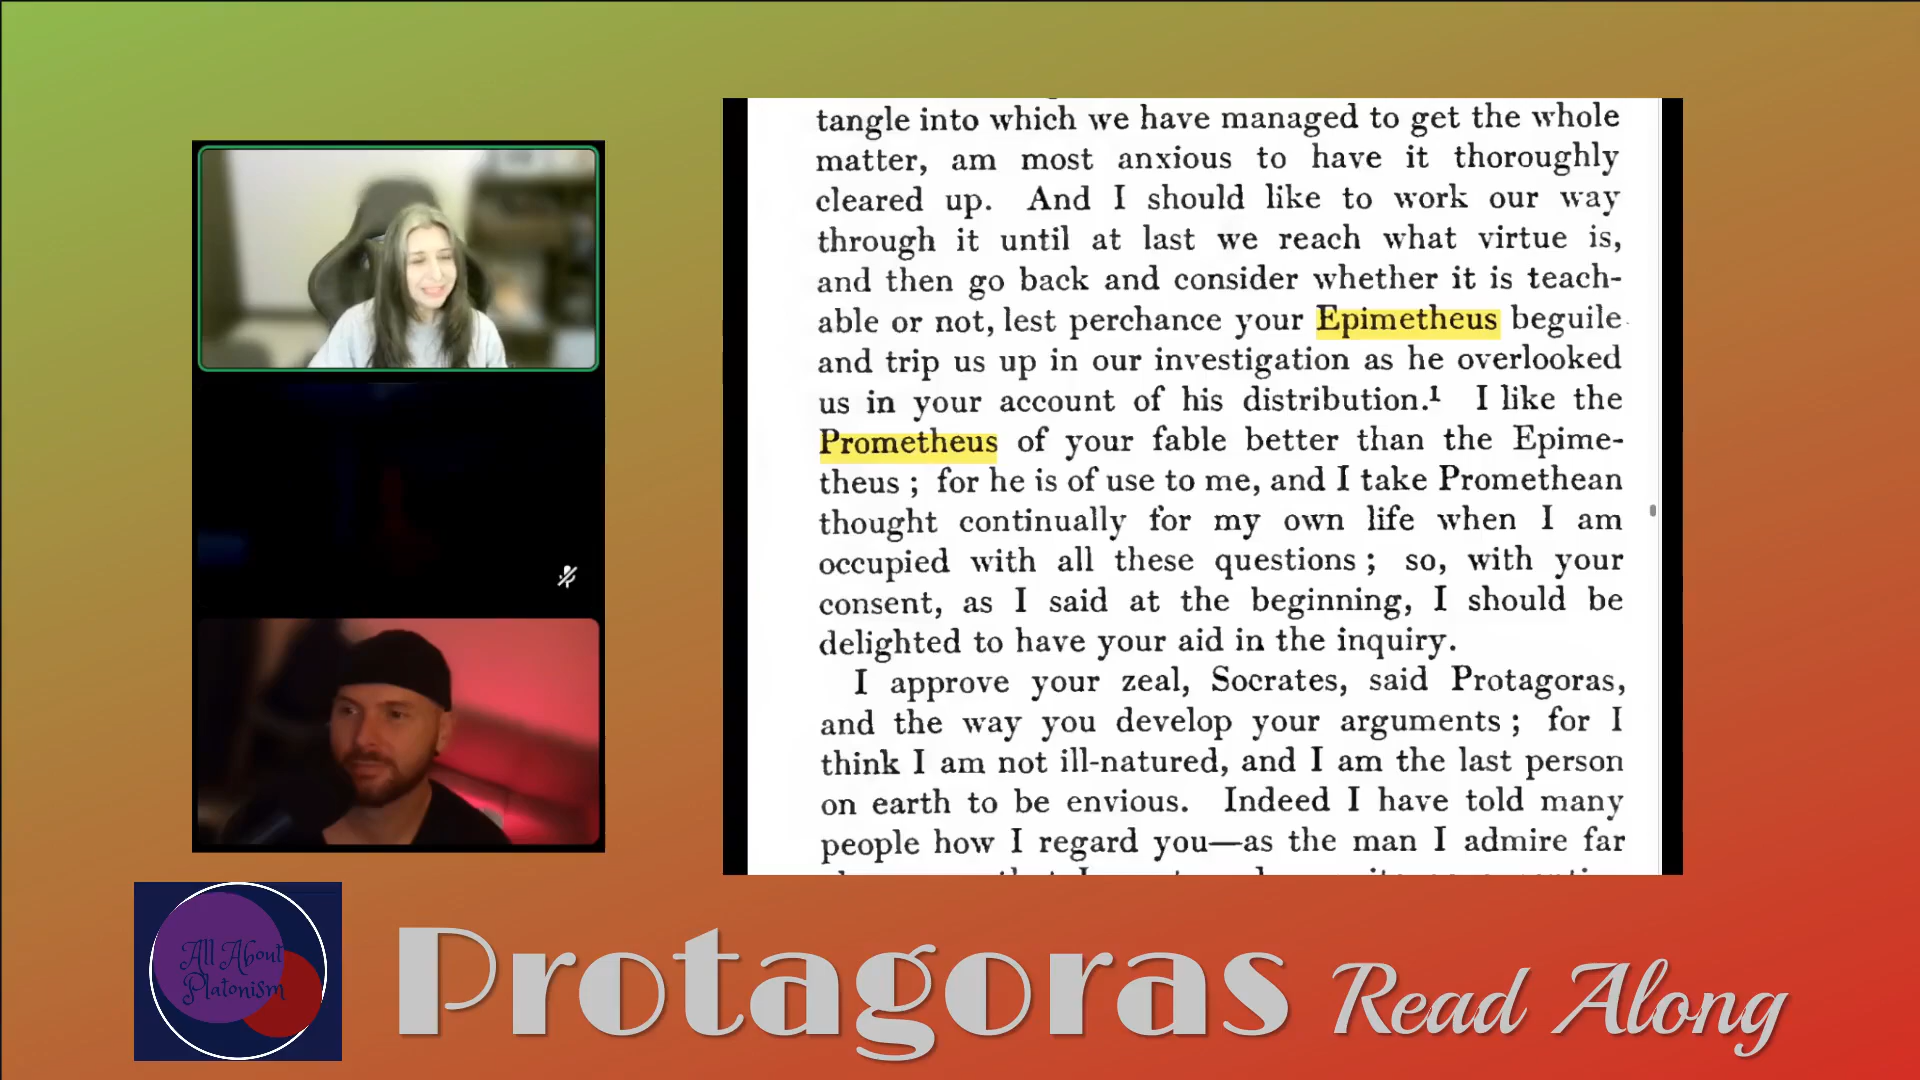 tangle into which we have managed to get the whole
matter, am most anxious to have it thoroughly
cleared up. And I should like to work our way
through it until at last we reach what virtue is,
and then go back and consider whether it is teach-
able or not, lest perchance your Epimetheus beguile
and trip us up in our investigation as he overlooked
us in your account of his distribution.¹ I like the
Prometheus of your fable better than the Epime-
theus ; for he is of use to me, and I take Promethean
thought continually for my own life when I am
occupied with all these questions ; so, with your
consent, as I said at the beginning, I should be
delighted to have your aid in the inquiry.
I approve your zeal, Socrates, said Protagoras,
and the way you develop your arguments ; for I
think I am not ill-natured, and I am the last person
on earth to be envious. Indeed I have told many
people how I regard you—as the man I admire far
All About
Platonism
Protagoras Read Along